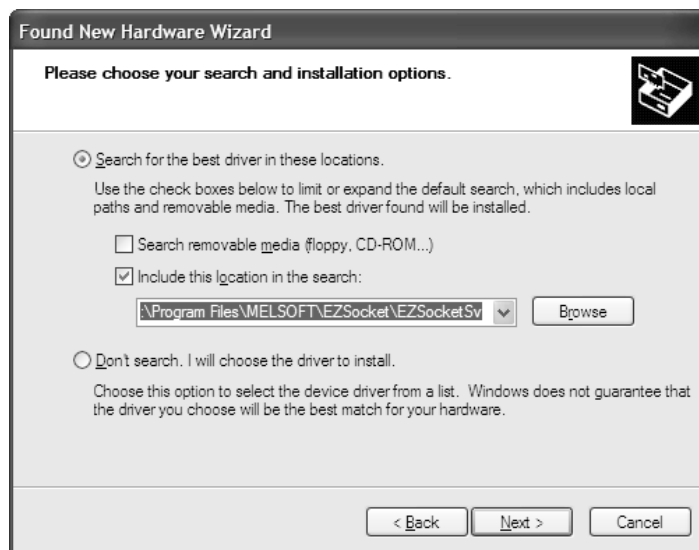 Found New Hardware Wizard
Please choose your search and installation options.
Search for the best driver in these locations.
Use the check boxes below to limit or expand the default search, which includes local
paths and removable media. The best driver found will be installed.
Search removable media (floppy, CD-ROM...)
Include this location in the search:
:\Program Files\MELSOFT\EZSocket\EZSocketSv
Browse
Don't search. I will choose the driver to install.
Choose this option to select the device driver from a list. Windows does not guarantee that
the driver you choose will be the best match for your hardware.
< Back
Next >
Cancel